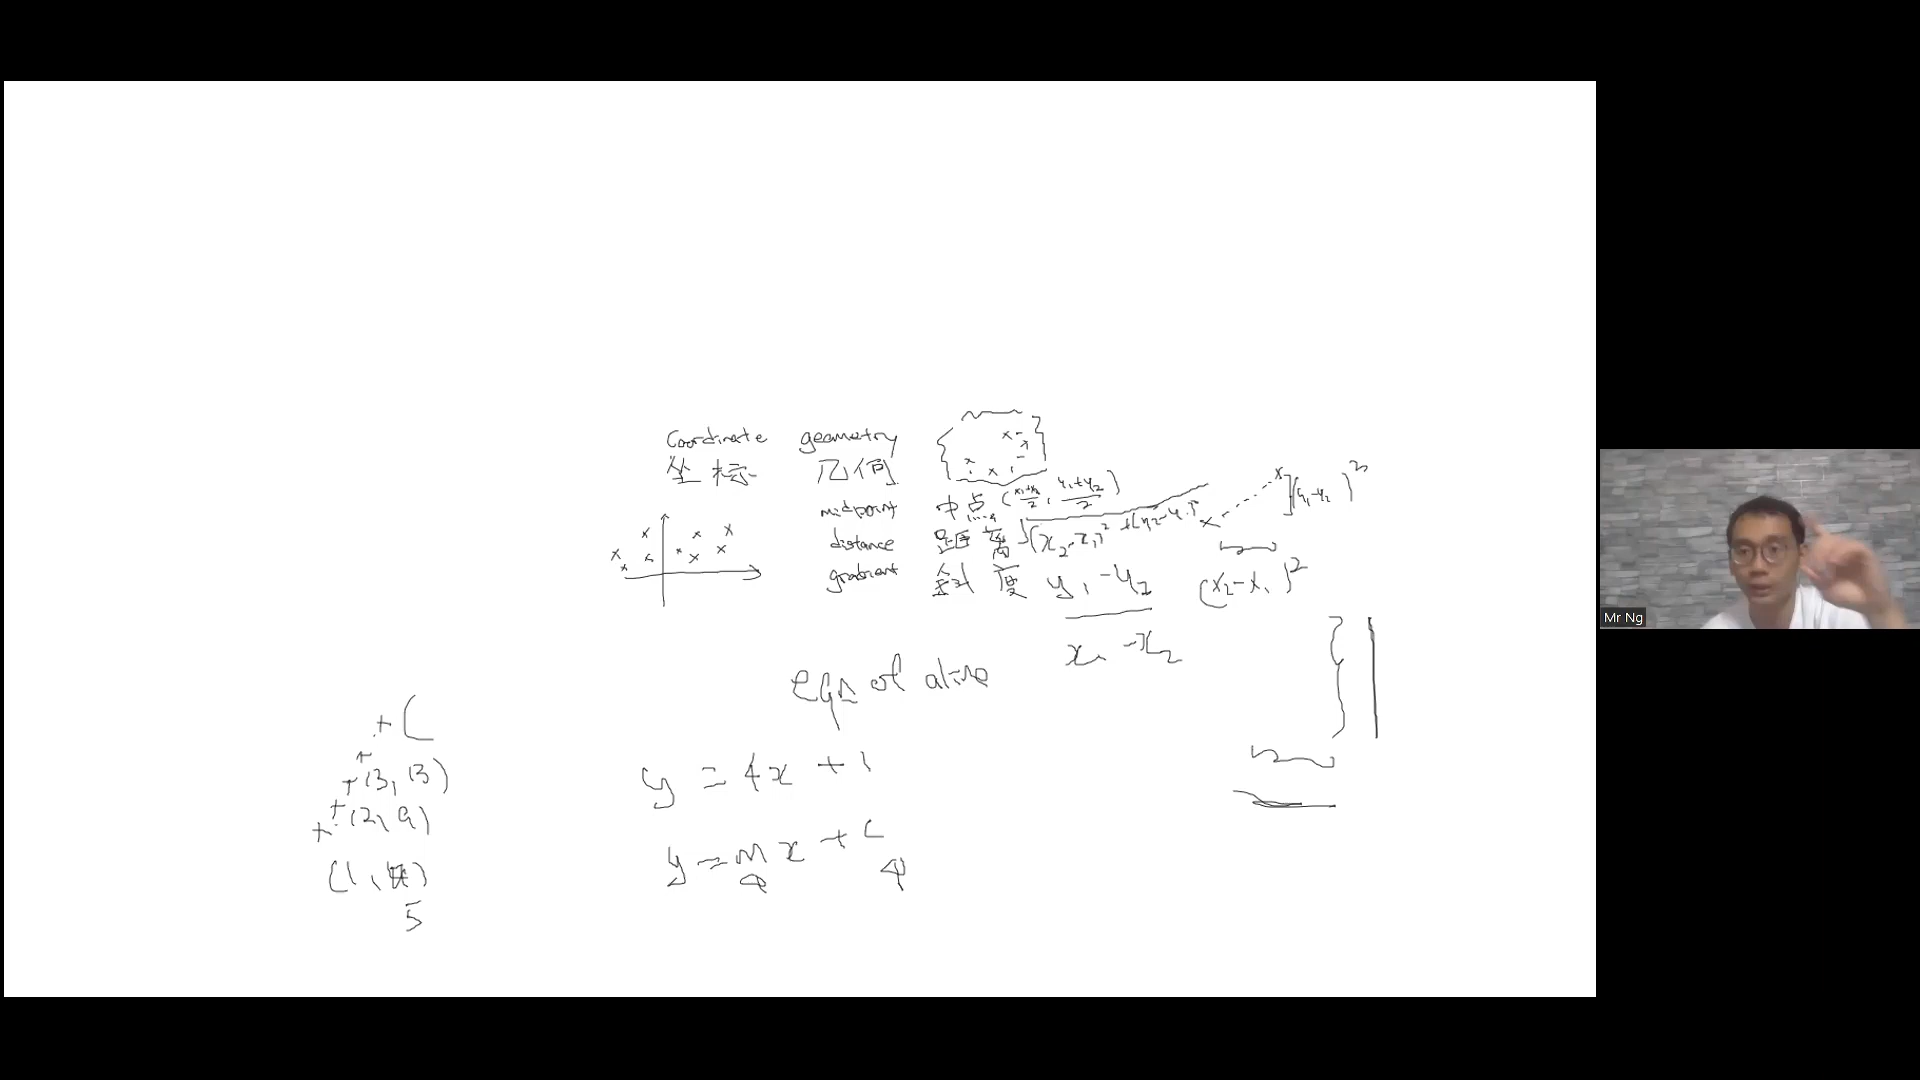 Coordinate geometry
坐标 几何
midpoint 中点 (x₁+x₂/2, y₁+y₂/2)
distance 距离 √(x₂-x₁)²+(y₂-y₁)²
(y₁-y₂)²
gradient 斜度 y₁-y₂/x₁-x₂
(x₂-x₁)²
eqn of a line
y = 4x + 1
y = mx + c
(3, 13)
(2, 9)
(1, )
5
Mr Ng